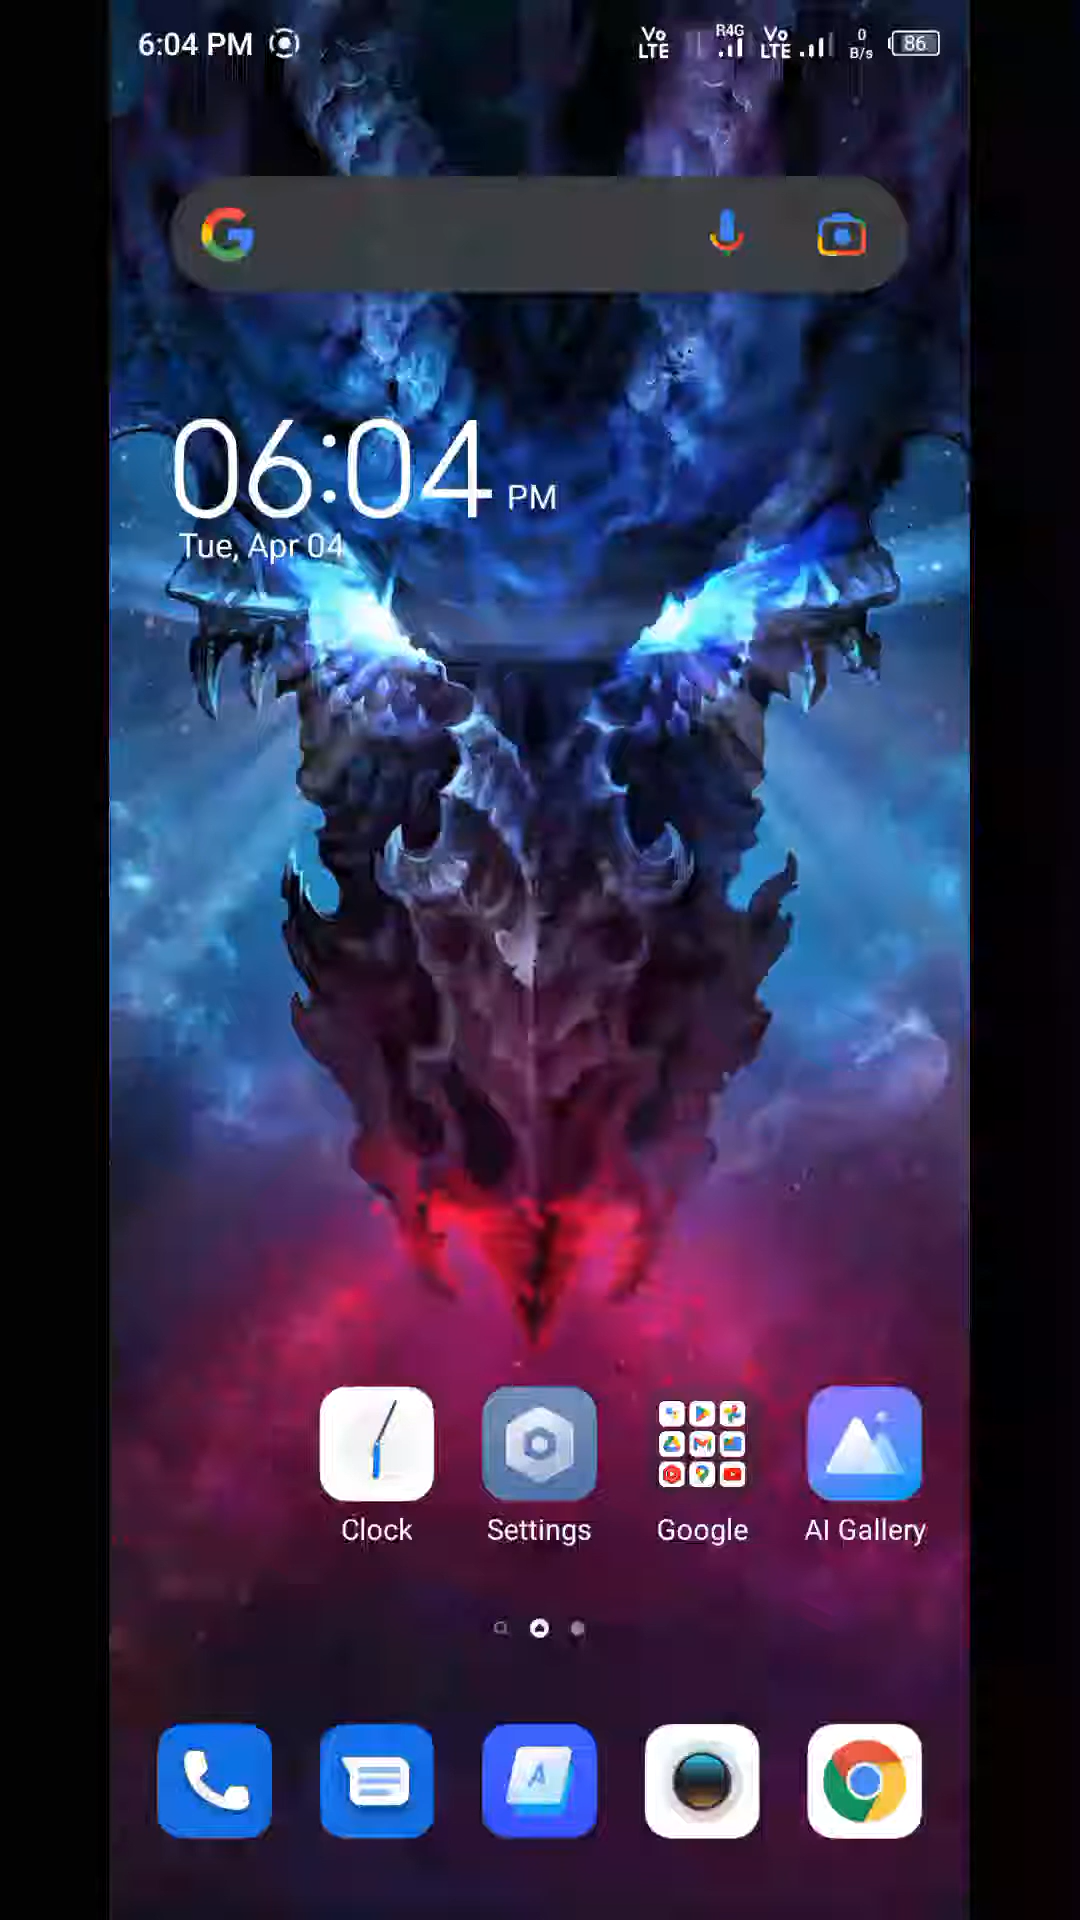 6:04 PM Vo LTE R4G Vo LTE 0 B/s 86
06:04 PM
Tue, Apr 04
Clock Settings Google AI Gallery